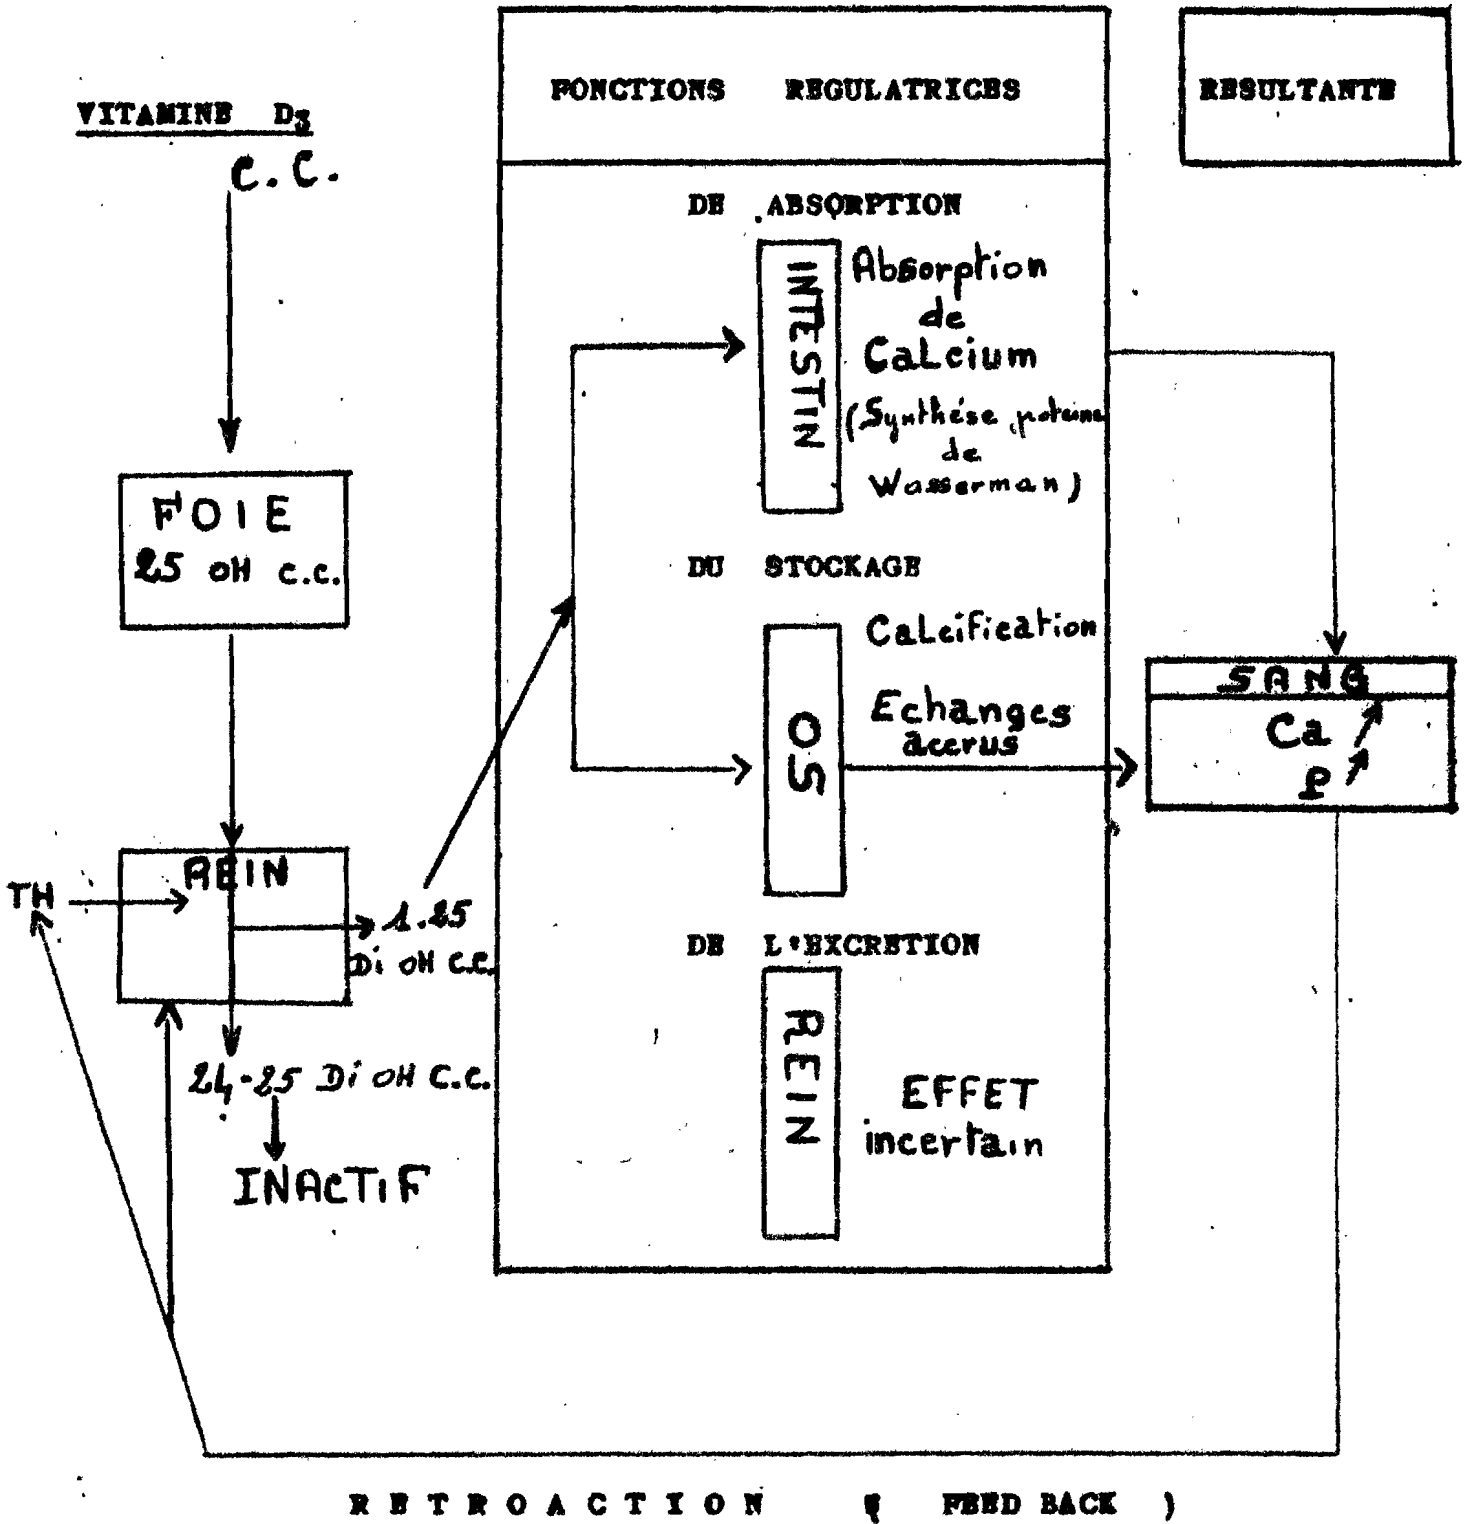 VITAMINE D3
C.C.
FOIE
25 OH C.C.
REIN
TH
1.25
Di OH C.C.
24-25 Di OH C.C.
INACTIF
FONCTIONS REGULATRICES
DE ABSORPTION
INTESTIN
Absorption
de
Calcium
(Synthése proteine
de
Wasserman)
DU STOCKAGE
OS
Calcification
Echanges
accrus
DE L'EXCRETION
REIN
EFFET
incertain
RESULTANTE
SANG
Ca ↗
P ↗
RETROACTION ( FEED BACK )